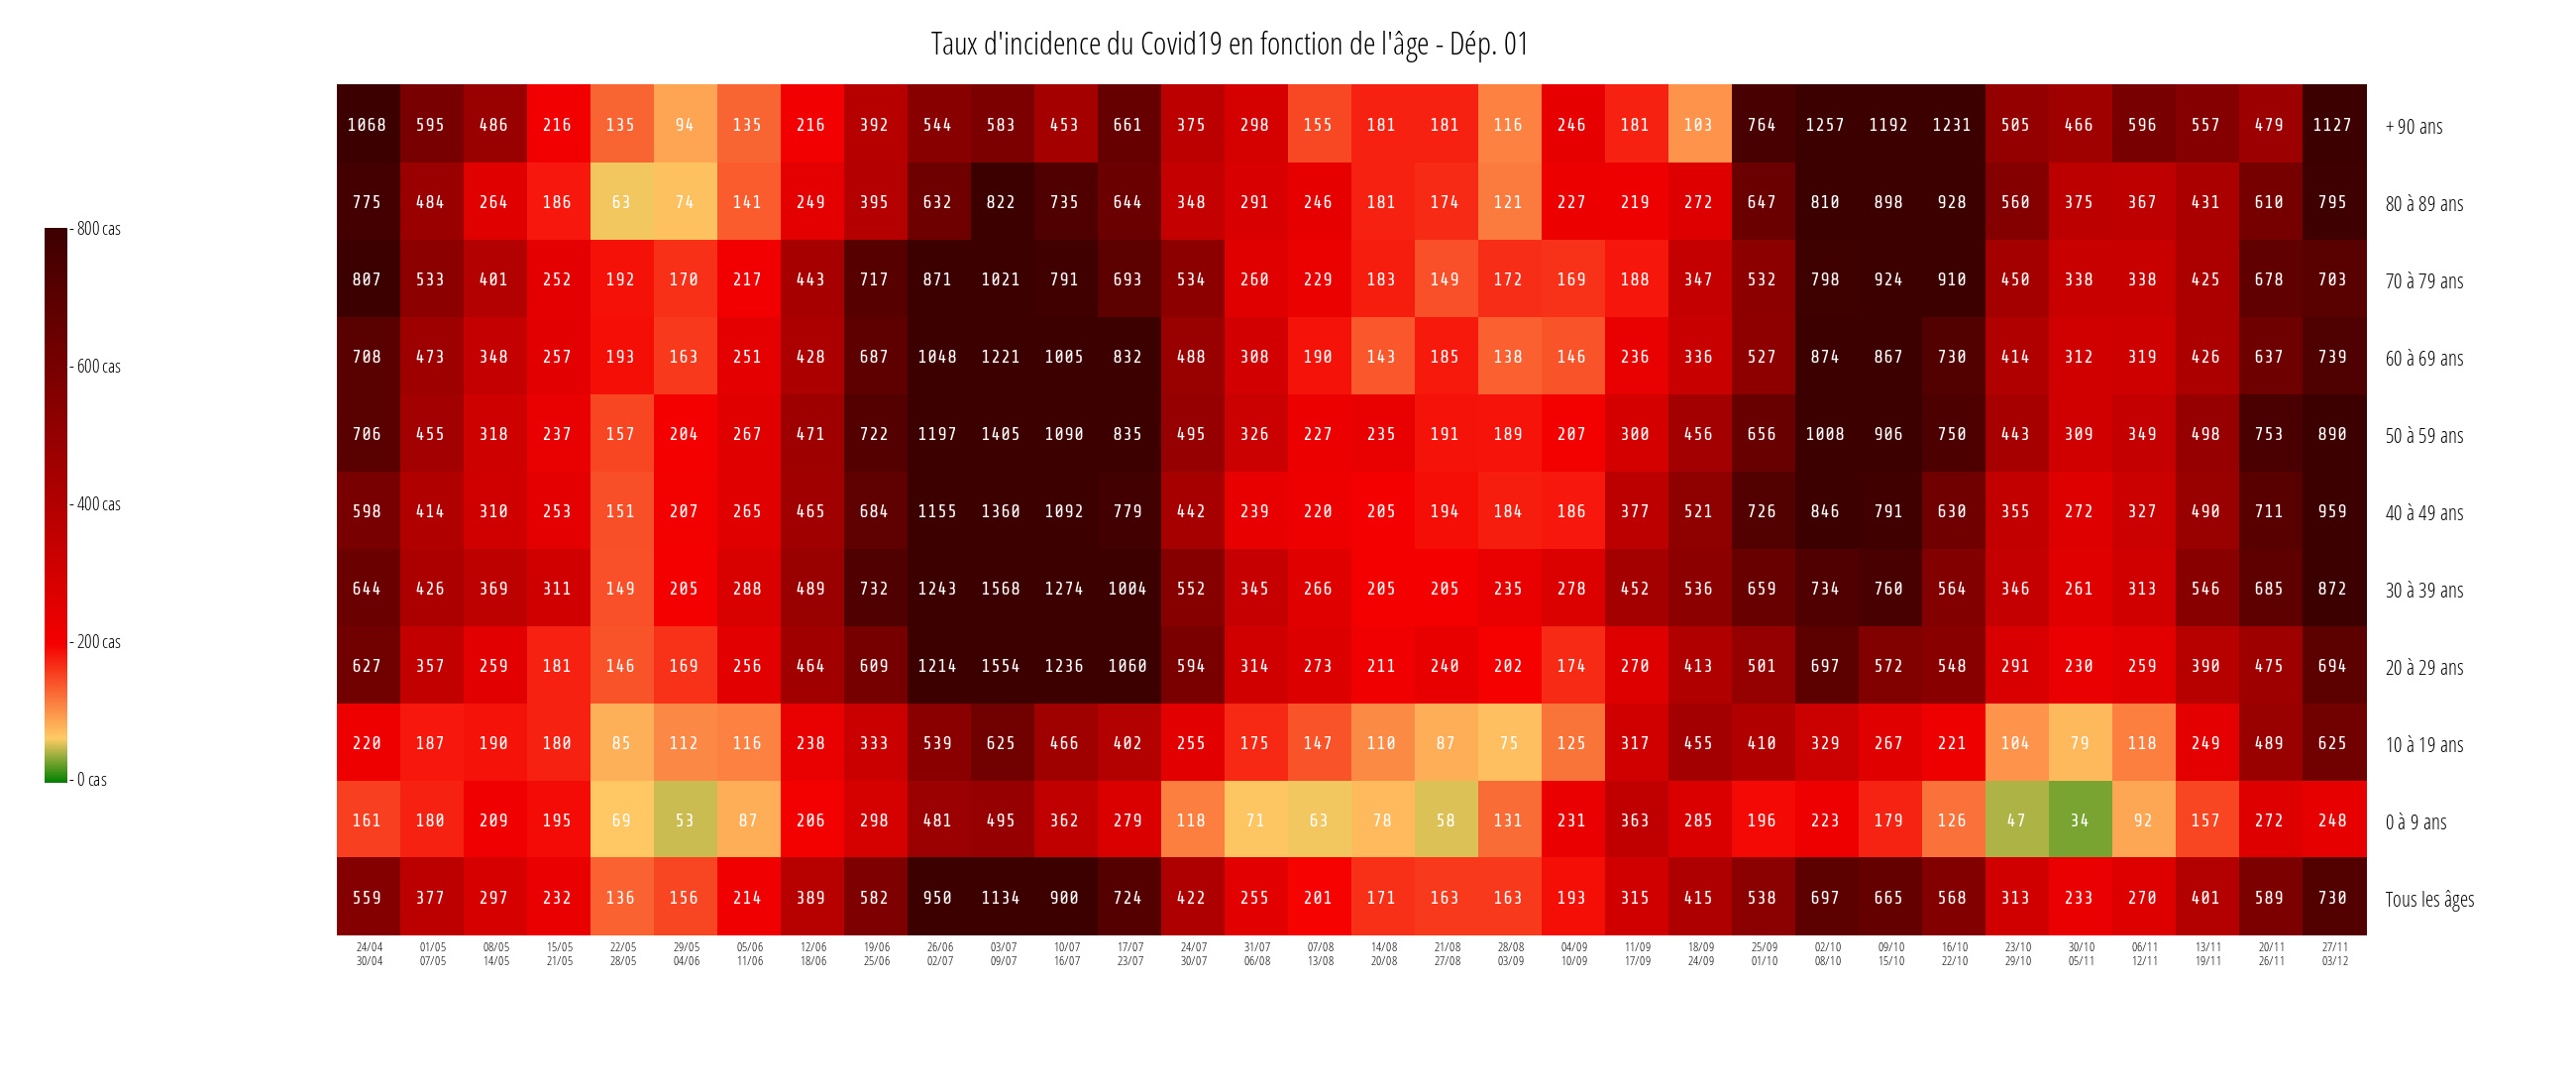 Taux d'incidence du Covid19 en fonction de l'âge - Dép. 01
1068 595 486 216 135 94 135 216 392 544 583 453 661 375 298 155 181 181 116 246 181 103 764 1257 1192 1231 505 466 596 557 479 1127 + 90 ans
775 484 264 186 63 74 141 249 395 632 822 735 644 348 291 246 181 174 121 227 219 272 647 810 898 928 560 375 367 431 610 795 80 à 89 ans
807 533 401 252 192 170 217 443 717 871 1021 791 693 534 260 229 183 149 172 169 188 347 532 798 924 910 450 338 338 425 678 703 70 à 79 ans
708 473 348 257 193 163 251 428 687 1048 1221 1005 832 488 308 190 143 185 138 146 236 336 527 874 867 730 414 312 319 426 637 739 60 à 69 ans
706 455 318 237 157 204 267 471 722 1197 1405 1090 835 495 326 227 235 191 189 207 300 456 656 1008 906 750 443 309 349 498 753 890 50 à 59 ans
598 414 310 253 151 207 265 465 684 1155 1360 1092 779 442 239 220 205 194 184 186 377 521 726 846 791 630 355 272 327 490 711 959 40 à 49 ans
644 426 369 311 149 205 288 489 732 1243 1568 1274 1004 552 345 266 205 205 235 278 452 536 659 734 760 564 346 261 313 546 685 872 30 à 39 ans
627 357 259 181 146 169 256 464 609 1214 1554 1236 1060 594 314 273 211 240 202 174 270 413 501 697 572 548 291 230 259 390 475 694 20 à 29 ans
220 187 190 180 85 112 116 238 333 539 625 466 402 255 175 147 110 87 75 125 317 455 410 329 267 221 104 79 118 249 489 625 10 à 19 ans
161 180 209 195 69 53 87 206 298 481 495 362 279 118 71 63 78 58 131 231 363 285 196 223 179 126 47 34 92 157 272 248 0 à 9 ans
559 377 297 232 136 156 214 389 582 950 1134 900 724 422 255 201 171 163 163 193 315 415 538 697 665 568 313 233 270 401 589 730 Tous les âges
24/04 01/05 08/05 15/05 22/05 29/05 05/06 12/06 19/06 26/06 03/07 10/07 17/07 24/07 31/07 07/08 14/08 21/08 28/08 04/09 11/09 18/09 25/09 02/10 09/10 16/10 23/10 30/10 06/11 13/11 20/11 27/11
30/04 07/05 14/05 21/05 28/05 04/06 11/06 18/06 25/06 02/07 09/07 16/07 23/07 30/07 06/08 13/08 20/08 27/08 03/09 10/09 17/09 24/09 01/10 08/10 15/10 22/10 29/10 05/11 12/11 19/11 26/11 03/12
- 800 cas
- 600 cas
- 400 cas
- 200 cas
- 0 cas